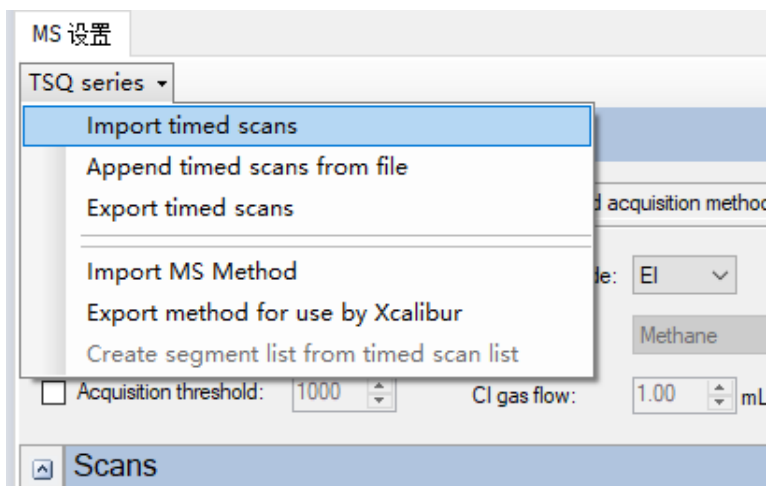 MS 设置
TSQ series
Import timed scans
Append timed scans from file
Export timed scans
acquisition method
Import MS Method
EI
Export method for use by Xcalibur
Methane
Create segment list from timed scan list
Acquisition threshold: 1000 CI gas flow: 1.00 mL
Scans